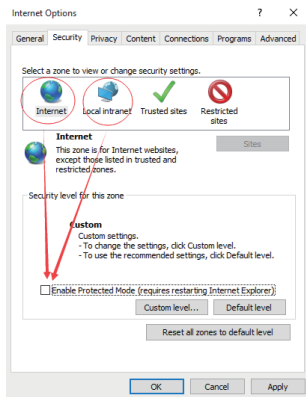 Internet Options
? X
General Security Privacy Content Connections Programs Advanced
Select a zone to view or change security settings.
Internet Local intranet Trusted sites Restricted
sites
Internet
Sites
This zone is for Internet websites,
except those listed in trusted and
restricted zones.
Security level for this zone
Custom
Custom settings.
- To change the settings, click Custom level.
- To use the recommended settings, click Default level.
Enable Protected Mode (requires restarting Internet Explorer)
Custom level... Default level
Reset all zones to default level
OK Cancel Apply